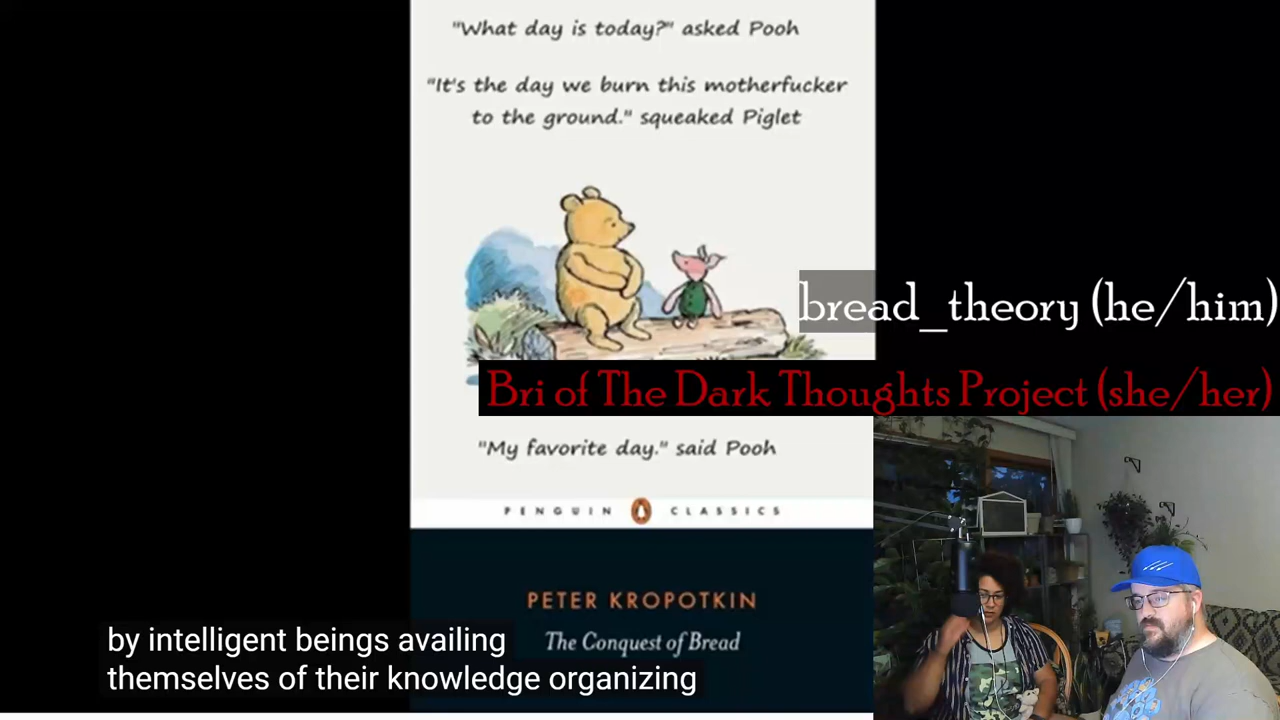 "What day is today?" asked Pooh
"It's the day we burn this motherfucker
to the ground." squeaked Piglet
bread_theory (he/him)
Bri of The Dark Thoughts Project (she/her)
"My favorite day." said Pooh
PENGUIN CLASSICS
PETER KROPOTKIN
The Conquest of Bread
by intelligent beings availing
themselves of their knowledge organizing